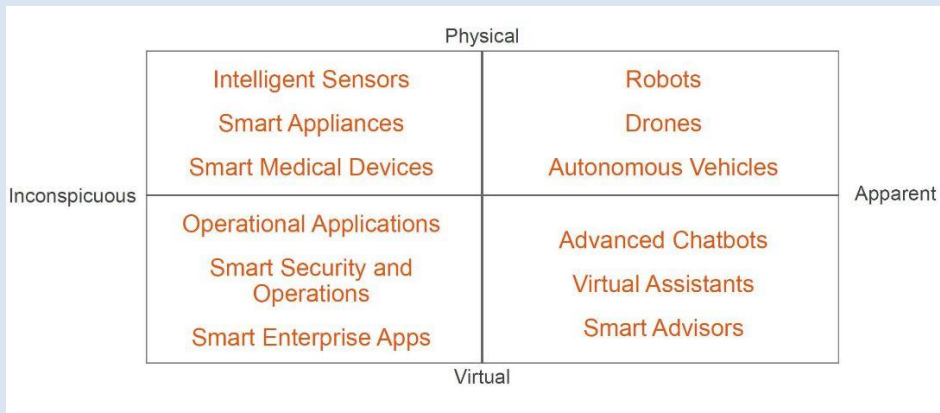 Physical
Intelligent Sensors
Smart Appliances
Smart Medical Devices
Robots
Drones
Autonomous Vehicles
Inconspicuous
Apparent
Operational Applications
Smart Security and
Operations
Smart Enterprise Apps
Advanced Chatbots
Virtual Assistants
Smart Advisors
Virtual